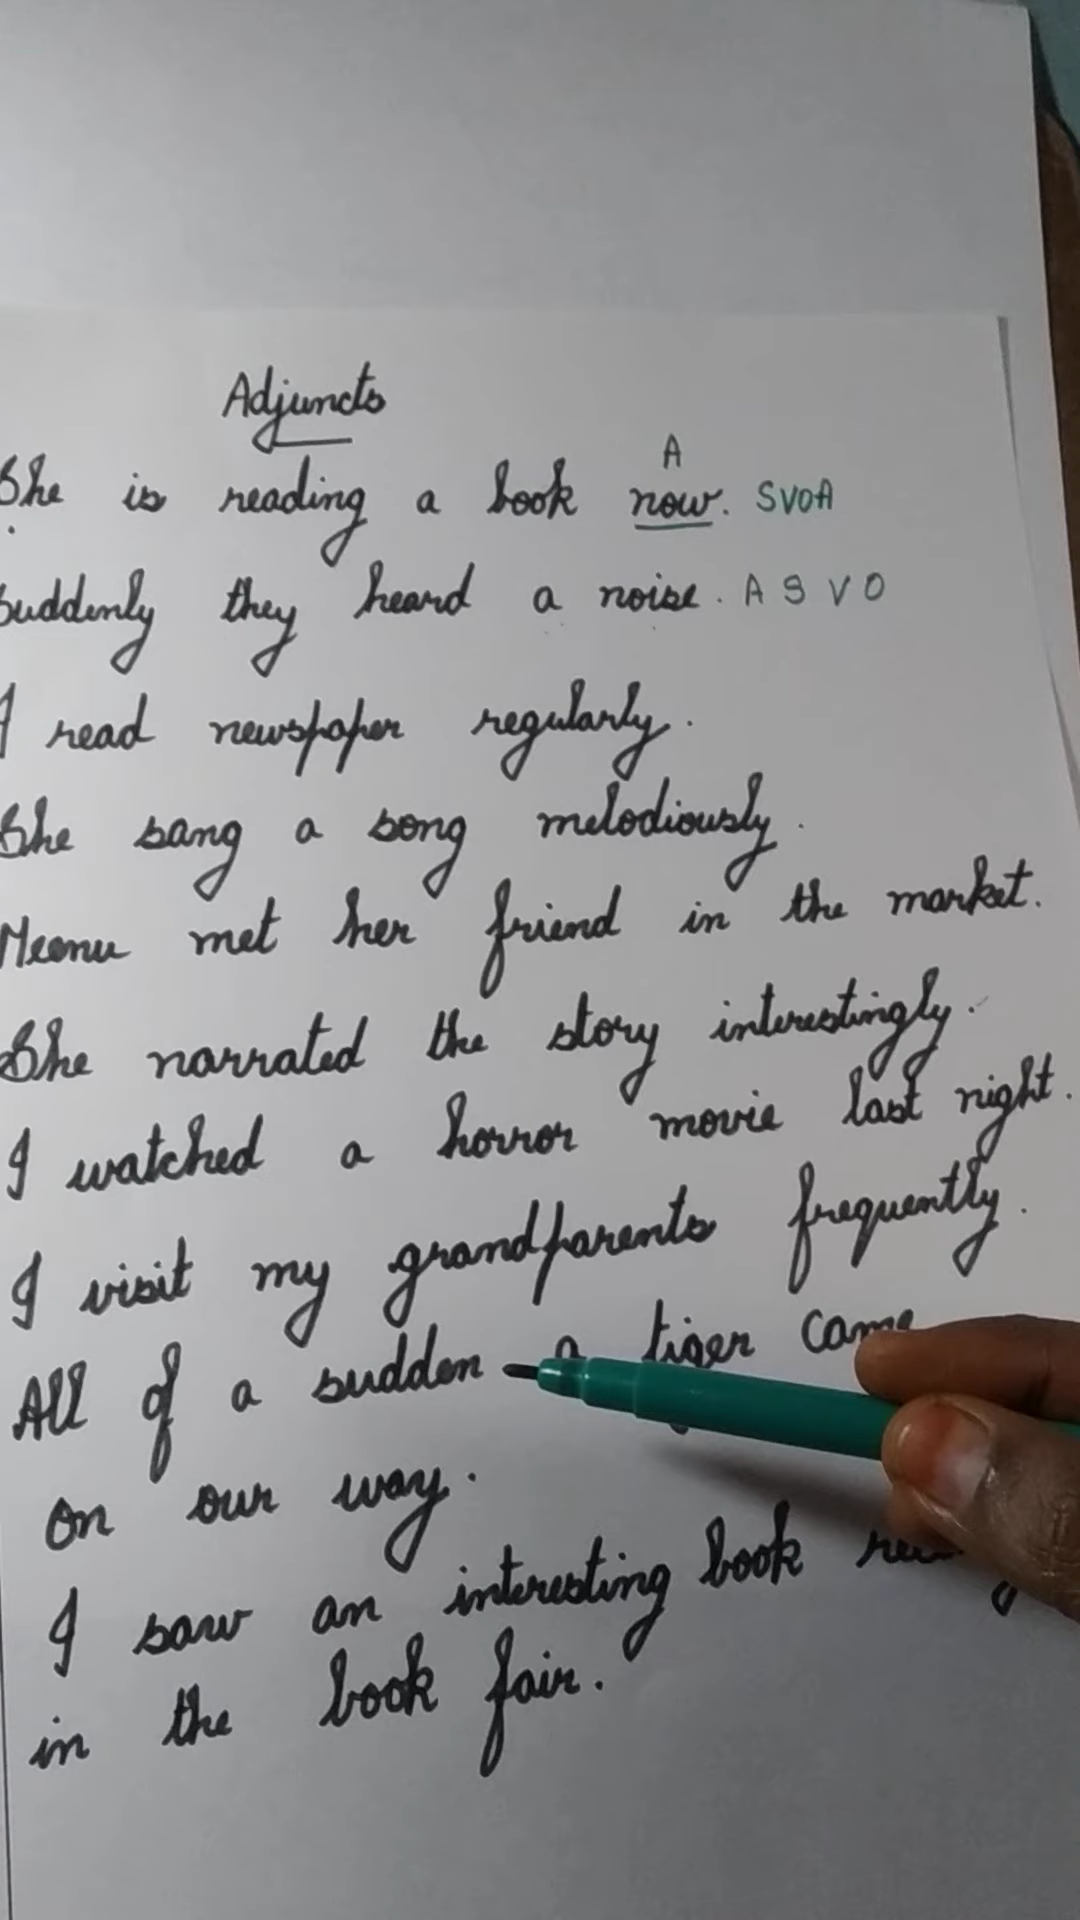 Adjuncts
A
She is reading a book now. SVOA
Suddenly they heard a noise. A S V O
I read newspaper regularly.
She sang a song melodiously.
Meenu met her friend in the market.
She narrated the story interestingly.
I watched a horror movie last night.
I visit my grandparents frequently.
All of a sudden a tiger came
on our way.
I saw an interesting book
in the book fair.